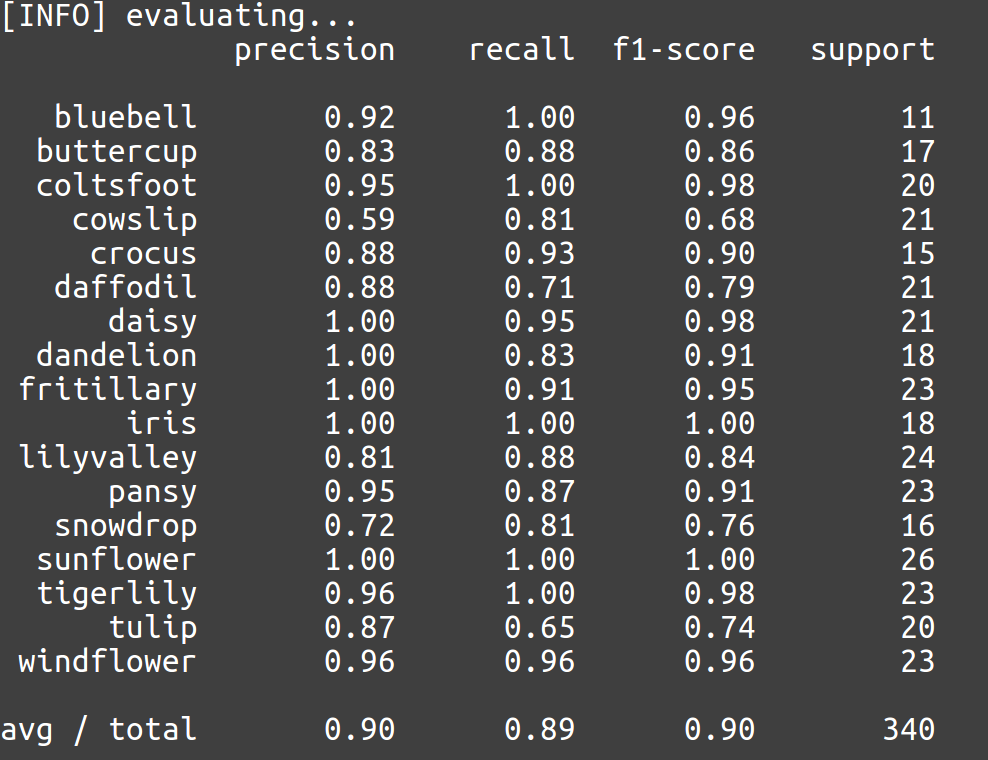 [INFO] evaluating...
precision recall f1-score support
bluebell 0.92 1.00 0.96 11
buttercup 0.83 0.88 0.86 17
coltsfoot 0.95 1.00 0.98 20
cowslip 0.59 0.81 0.68 21
crocus 0.88 0.93 0.90 15
daffodil 0.88 0.71 0.79 21
daisy 1.00 0.95 0.98 21
dandelion 1.00 0.83 0.91 18
fritillary 1.00 0.91 0.95 23
iris 1.00 1.00 1.00 18
lilyvalley 0.81 0.88 0.84 24
pansy 0.95 0.87 0.91 23
snowdrop 0.72 0.81 0.76 16
sunflower 1.00 1.00 1.00 26
tigerlily 0.96 1.00 0.98 23
tulip 0.87 0.65 0.74 20
windflower 0.96 0.96 0.96 23
avg / total 0.90 0.89 0.90 340